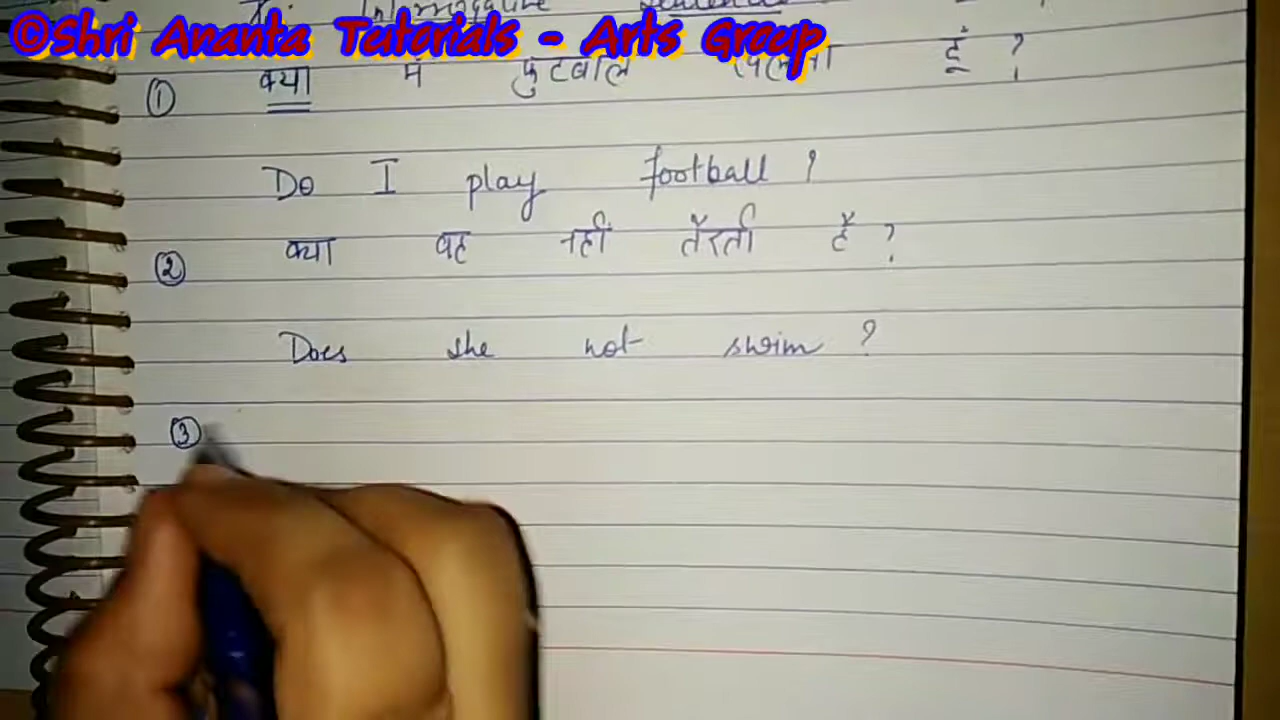 Interrogative
©Shri Ananta Tutorials - Arts Group
① क्या मैं फुटबॉल हूँ ?
Do I play football ?
② क्या वह नहीं तैरती है ?
Does she not swim ?
③